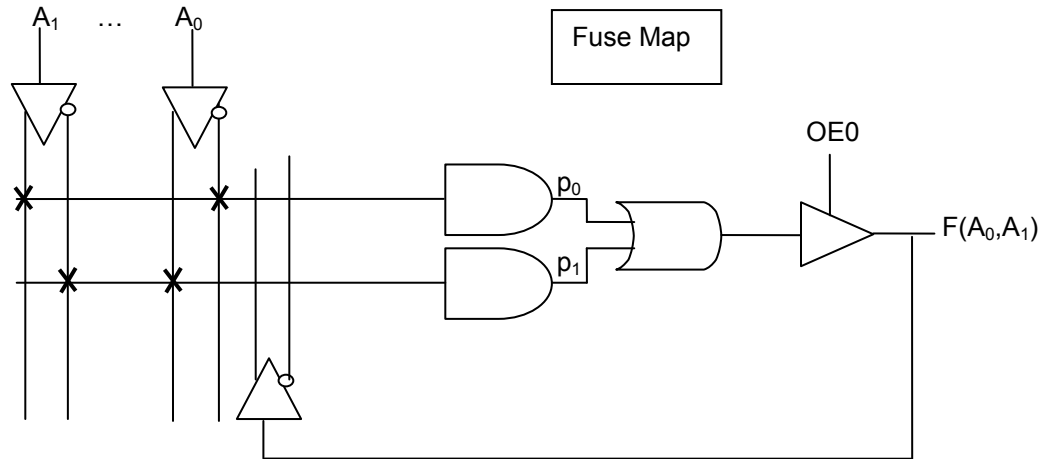 A₁ … A₀
Fuse Map
OE0
p₀
F(A₀,A₁)
p₁